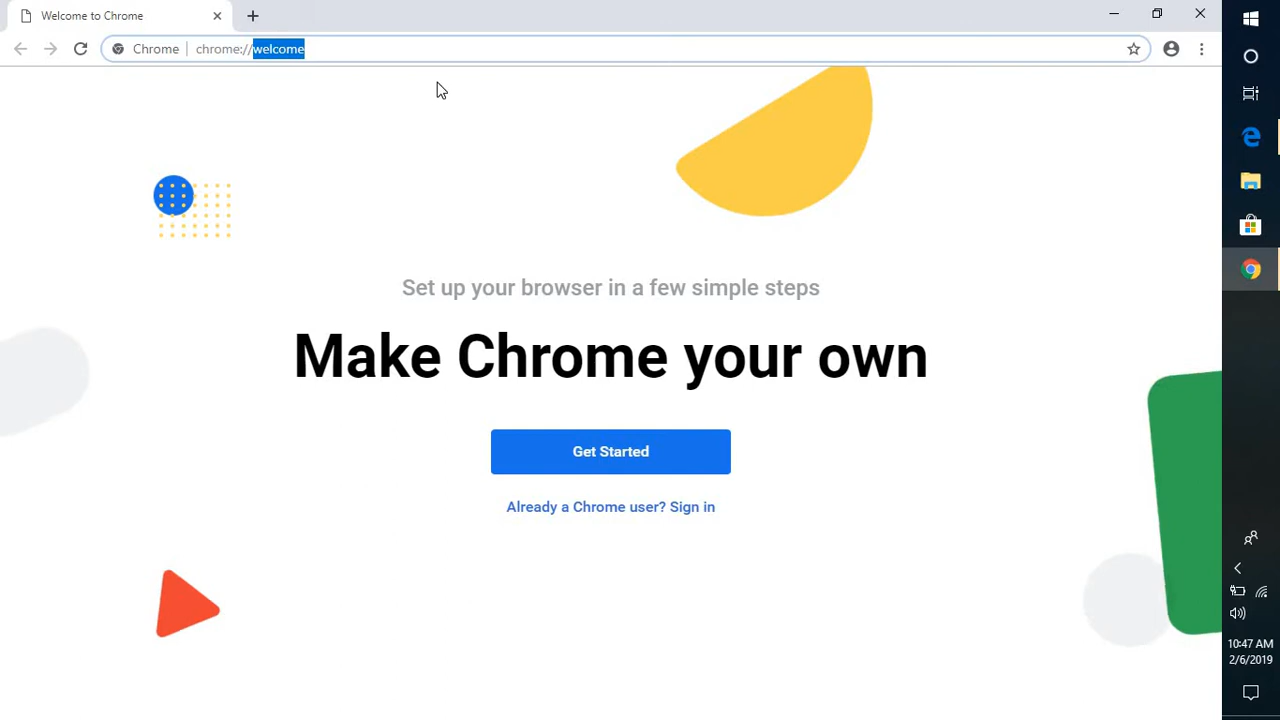 Welcome to Chrome
Chrome
chrome://welcome
Set up your browser in a few simple steps
Make Chrome your own
Get Started
Already a Chrome user? Sign in
10:47 AM
2/6/2019